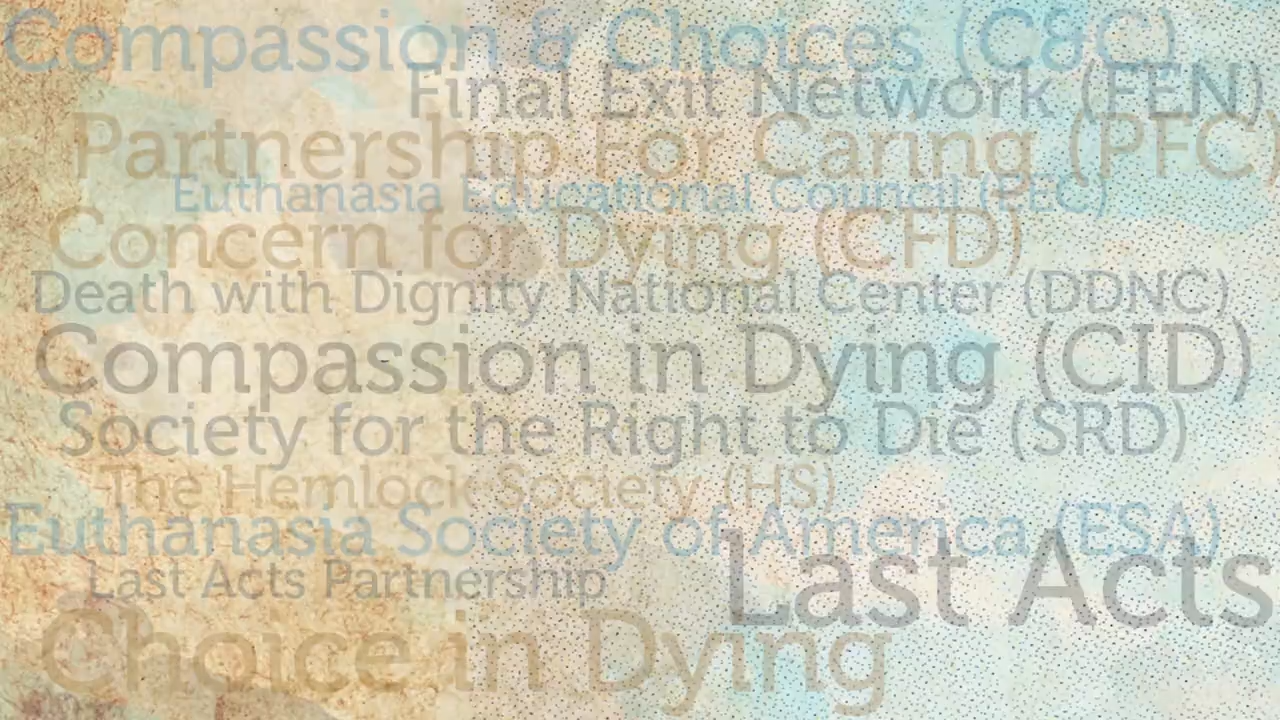 Compassion & Choices (C&C)
Final Exit Network (FEN)
Partnership For Caring (PFC)
Euthanasia Educational Council (EEC)
Concern for Dying (CFD)
Death with Dignity National Center (DDNC)
Compassion in Dying (CID)
Society for the Right to Die (SRD)
The Hemlock Society (HS)
Euthanasia Society of America (ESA)
Last Acts
Last Acts Partnership
Choice in Dying